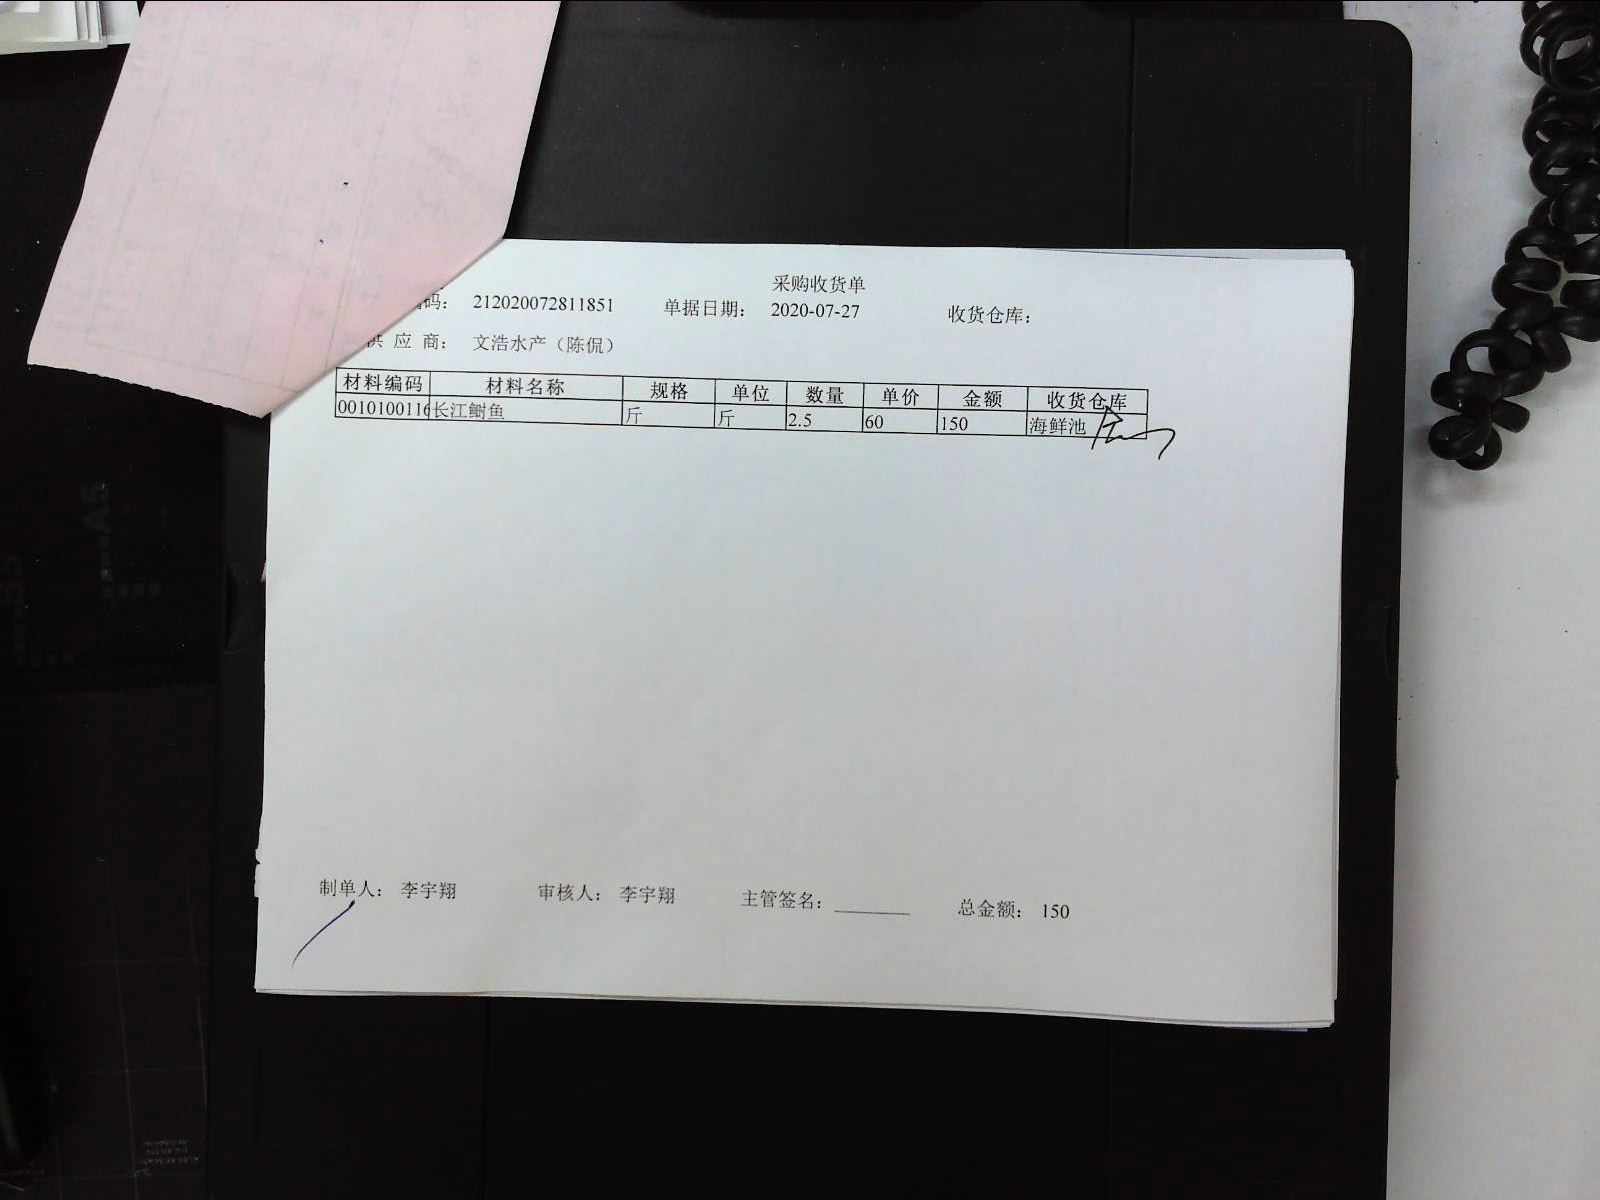 采购收货单
编码： 212020072811851 单据日期： 2020-07-27 收货仓库：
供 应 商： 文浩水产（陈侃）
材料编码 材料名称 规格 单位 数量 单价 金额 收货仓库
0010100116 长江鲥鱼 斤 斤 2.5 60 150 海鲜池
制单人： 李宇翔 审核人： 李宇翔 主管签名： 总金额： 150
A5